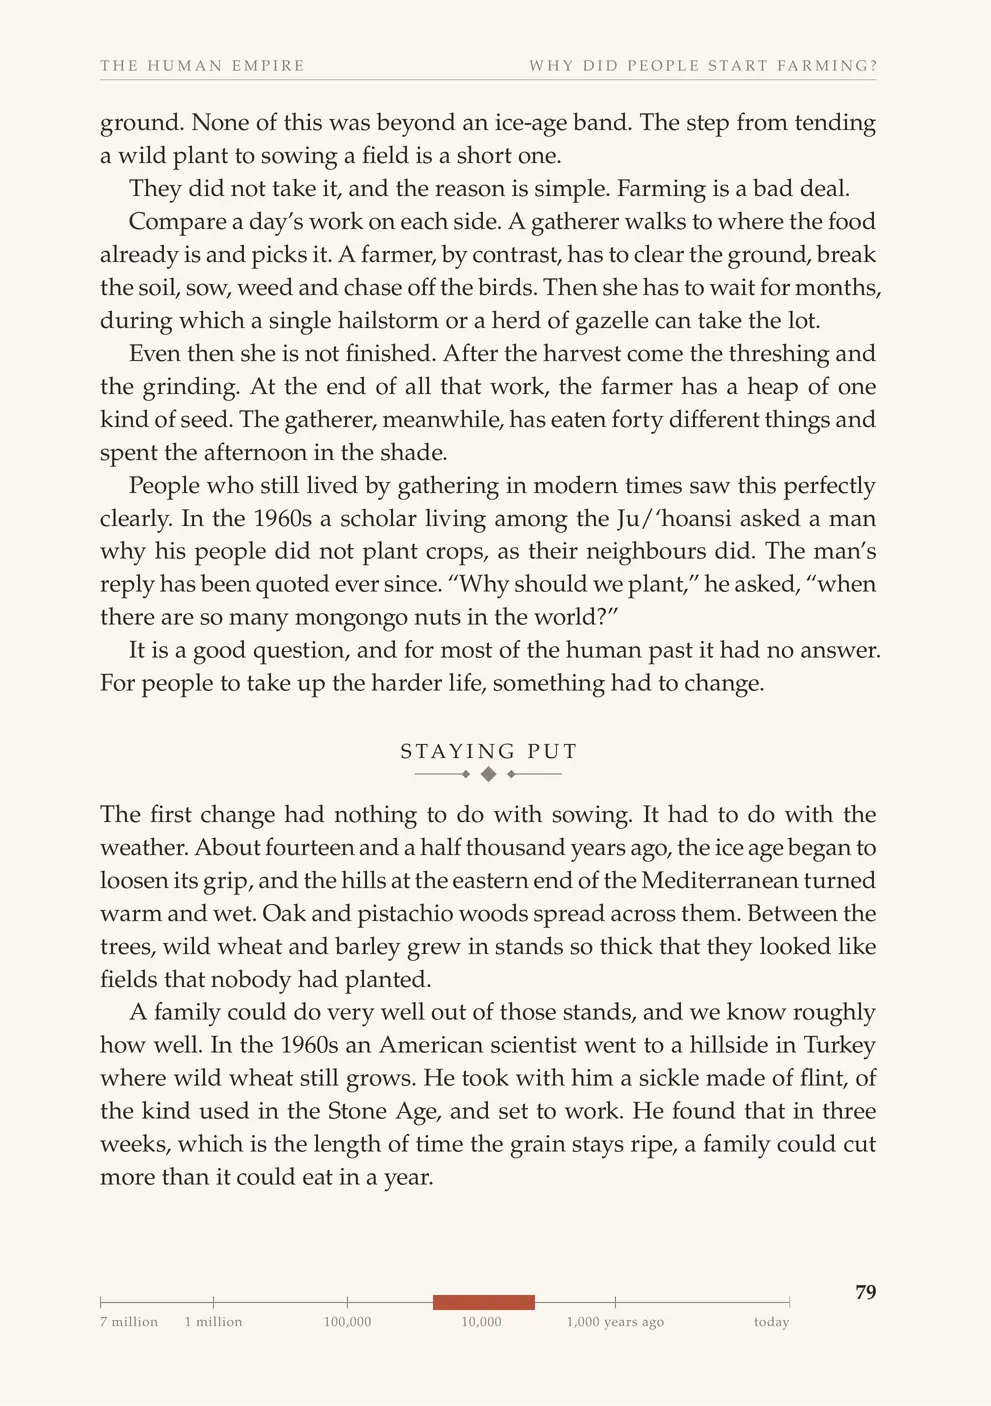 THE HUMAN EMPIRE
WHY DID PEOPLE START FARMING?
ground. None of this was beyond an ice-age band. The step from tending
a wild plant to sowing a field is a short one.
They did not take it, and the reason is simple. Farming is a bad deal.
Compare a day’s work on each side. A gatherer walks to where the food
already is and picks it. A farmer, by contrast, has to clear the ground, break
the soil, sow, weed and chase off the birds. Then she has to wait for months,
during which a single hailstorm or a herd of gazelle can take the lot.
Even then she is not finished. After the harvest come the threshing and
the grinding. At the end of all that work, the farmer has a heap of one
kind of seed. The gatherer, meanwhile, has eaten forty different things and
spent the afternoon in the shade.
People who still lived by gathering in modern times saw this perfectly
clearly. In the 1960s a scholar living among the Ju/‘hoansi asked a man
why his people did not plant crops, as their neighbours did. The man’s
reply has been quoted ever since. “Why should we plant,” he asked, “when
there are so many mongongo nuts in the world?”
It is a good question, and for most of the human past it had no answer.
For people to take up the harder life, something had to change.
STAYING PUT
The first change had nothing to do with sowing. It had to do with the
weather. About fourteen and a half thousand years ago, the ice age began to
loosen its grip, and the hills at the eastern end of the Mediterranean turned
warm and wet. Oak and pistachio woods spread across them. Between the
trees, wild wheat and barley grew in stands so thick that they looked like
fields that nobody had planted.
A family could do very well out of those stands, and we know roughly
how well. In the 1960s an American scientist went to a hillside in Turkey
where wild wheat still grows. He took with him a sickle made of flint, of
the kind used in the Stone Age, and set to work. He found that in three
weeks, which is the length of time the grain stays ripe, a family could cut
more than it could eat in a year.
79
7 million 1 million 100,000 10,000 1,000 years ago today